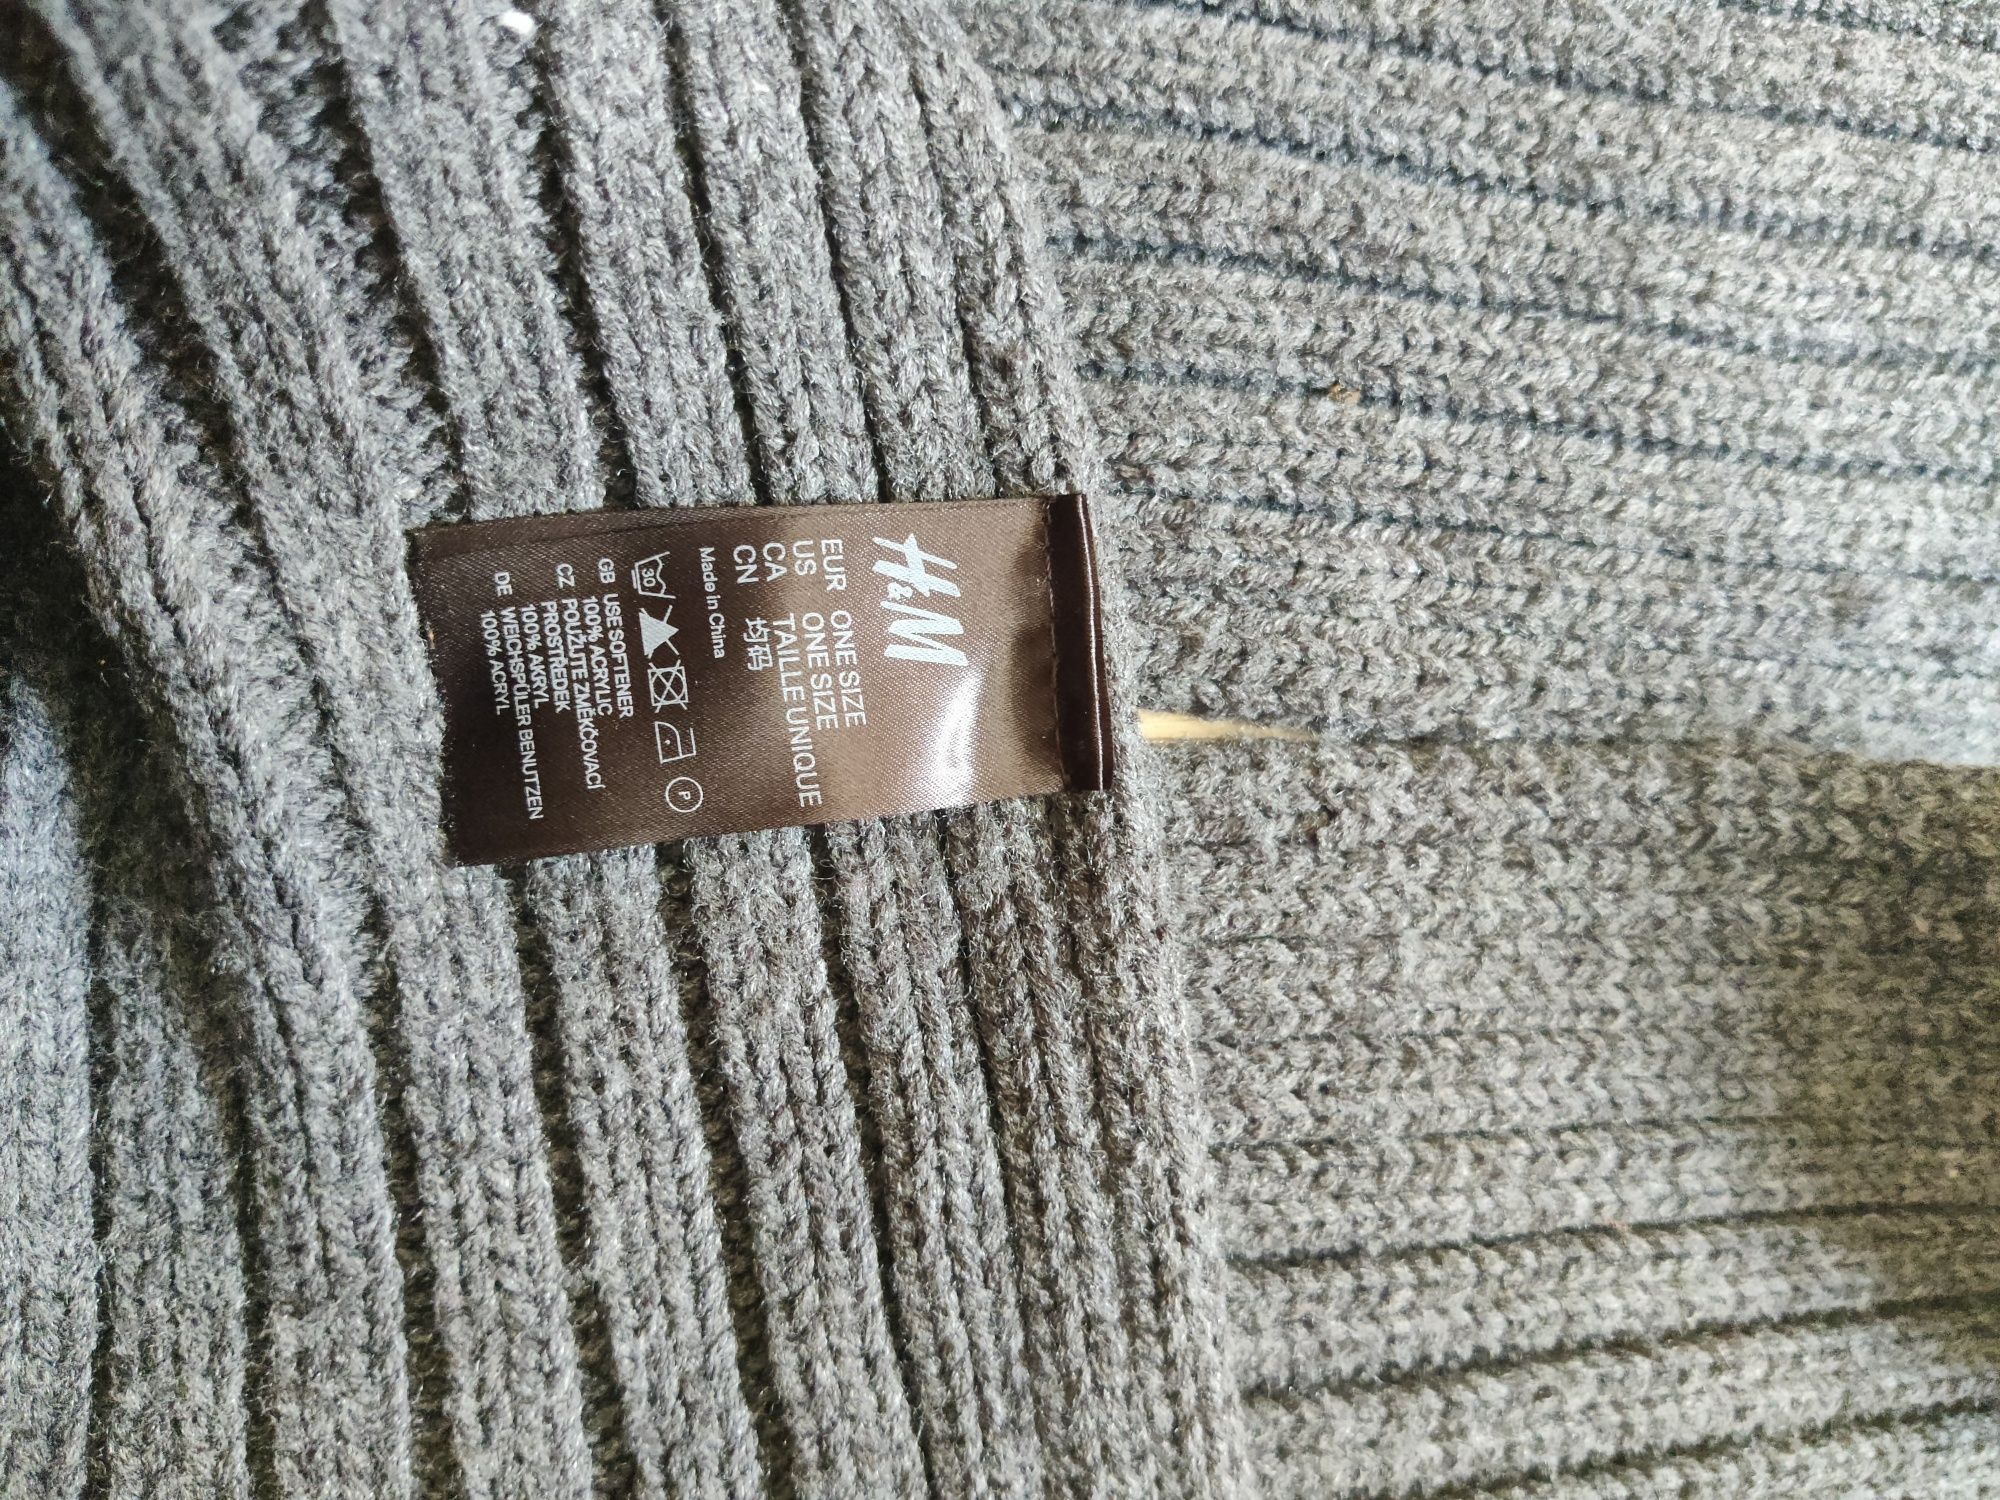 H&M
EUR ONE SIZE
US ONE SIZE
CA TAILLE UNIQUE
CN 均码
Made in China
30 P
GB USE SOFTENER
100% ACRYLIC
CZ POUŽIJTE ZMĚKČOVACÍ
PROSTŘEDEK
100% AKRYL
DE WEICHSPÜLER BENUTZEN
100% ACRYL